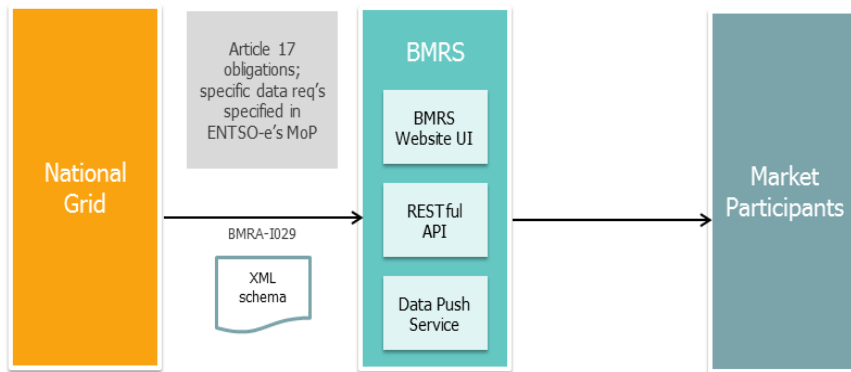 National
Grid
Article 17
obligations;
specific data req's
specified in
ENTSO-e's MoP
BMRA-I029
XML
schema
BMRS
BMRS
Website UI
RESTful
API
Data Push
Service
Market
Participants